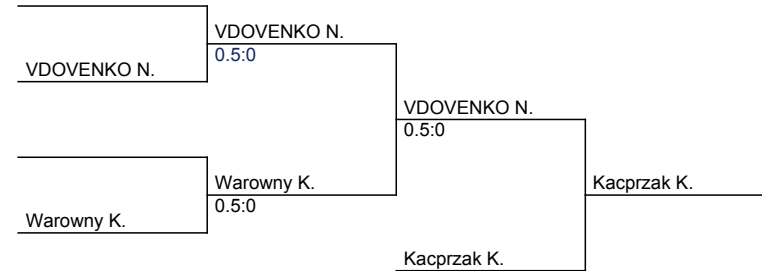 VDOVENKO N.
0.5:0
VDOVENKO N.
VDOVENKO N.
0.5:0
Warowny K.
0.5:0
Kacprzak K.
Warowny K.
Kacprzak K.